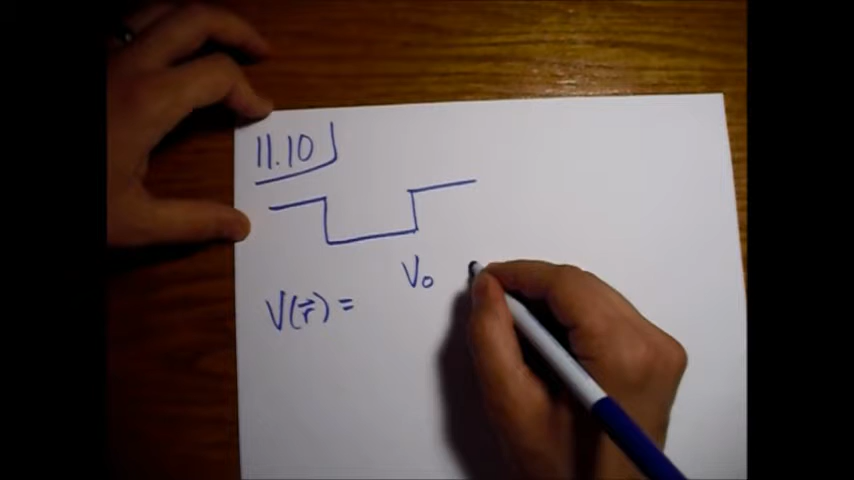 11.10
V₀
V(r⃗) =